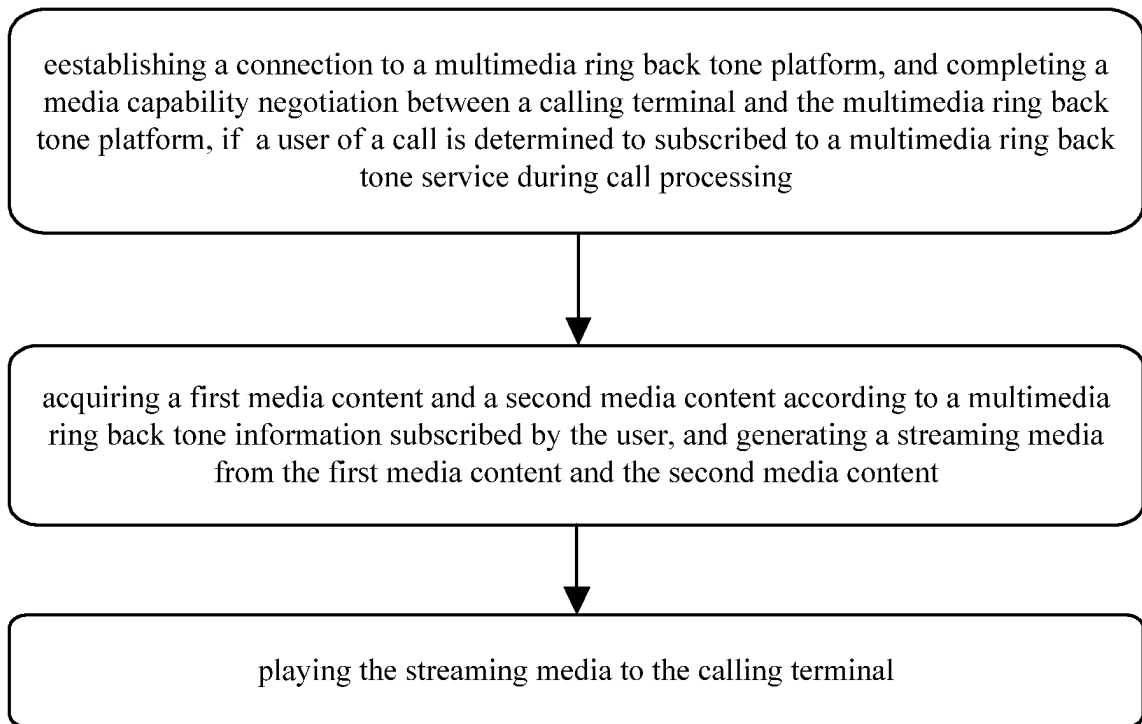 eestablishing a connection to a multimedia ring back tone platform, and completing a
media capability negotiation between a calling terminal and the multimedia ring back
tone platform, if a user of a call is determined to subscribed to a multimedia ring back
tone service during call processing
acquiring a first media content and a second media content according to a multimedia
ring back tone information subscribed by the user, and generating a streaming media
from the first media content and the second media content
playing the streaming media to the calling terminal